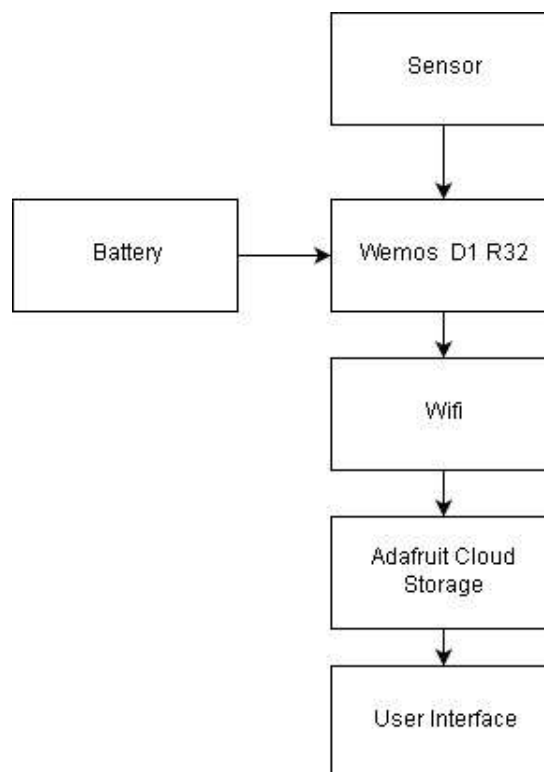 Sensor
Battery
Wemos D1 R32
Wifi
Adafruit Cloud
Storage
User Interface